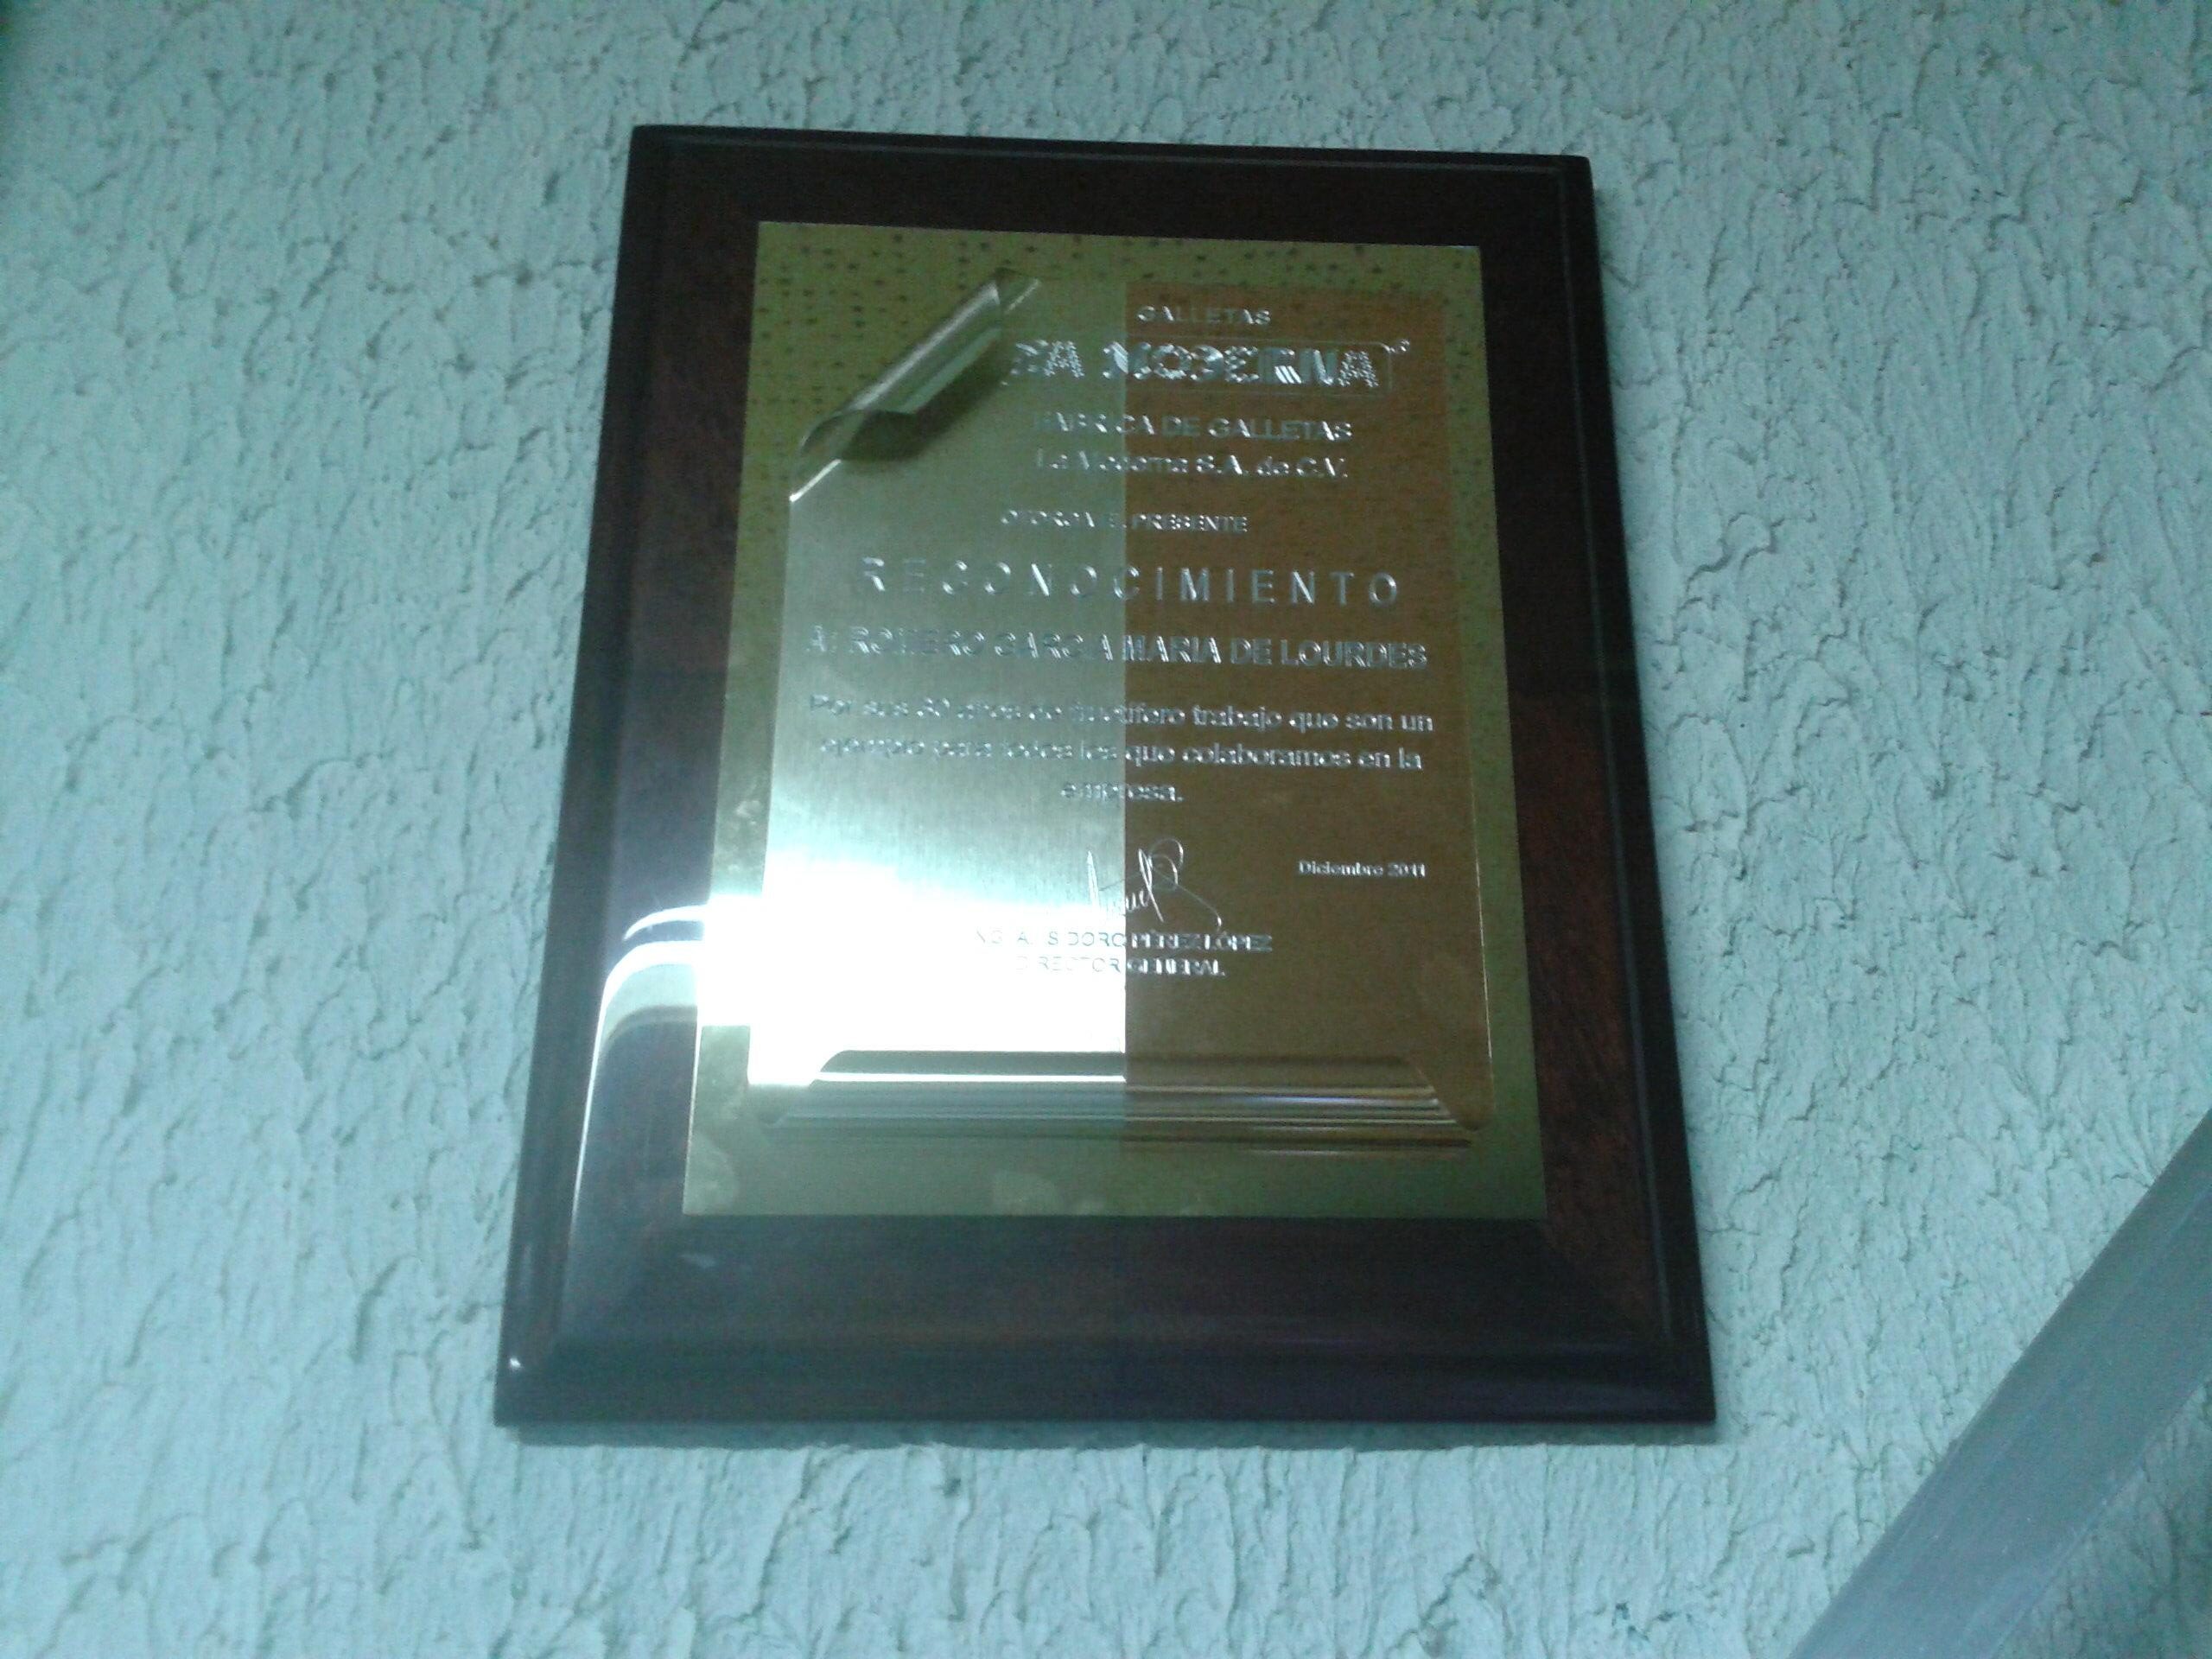 GALLETAS
LA MODERNA
FABRICA DE GALLETAS
La Moderna S.A. de C.V.
OTORGA EL PRESENTE
RECONOCIMIENTO
A: ROMERO GARCIA MARIA DE LOURDES
Por sus 30 años de fructífero trabajo que son un
ejemplo para todos los que colaboramos en la
empresa.
Diciembre 2011
ING. A. ISIDORO PÉREZ LÓPEZ
DIRECTOR GENERAL